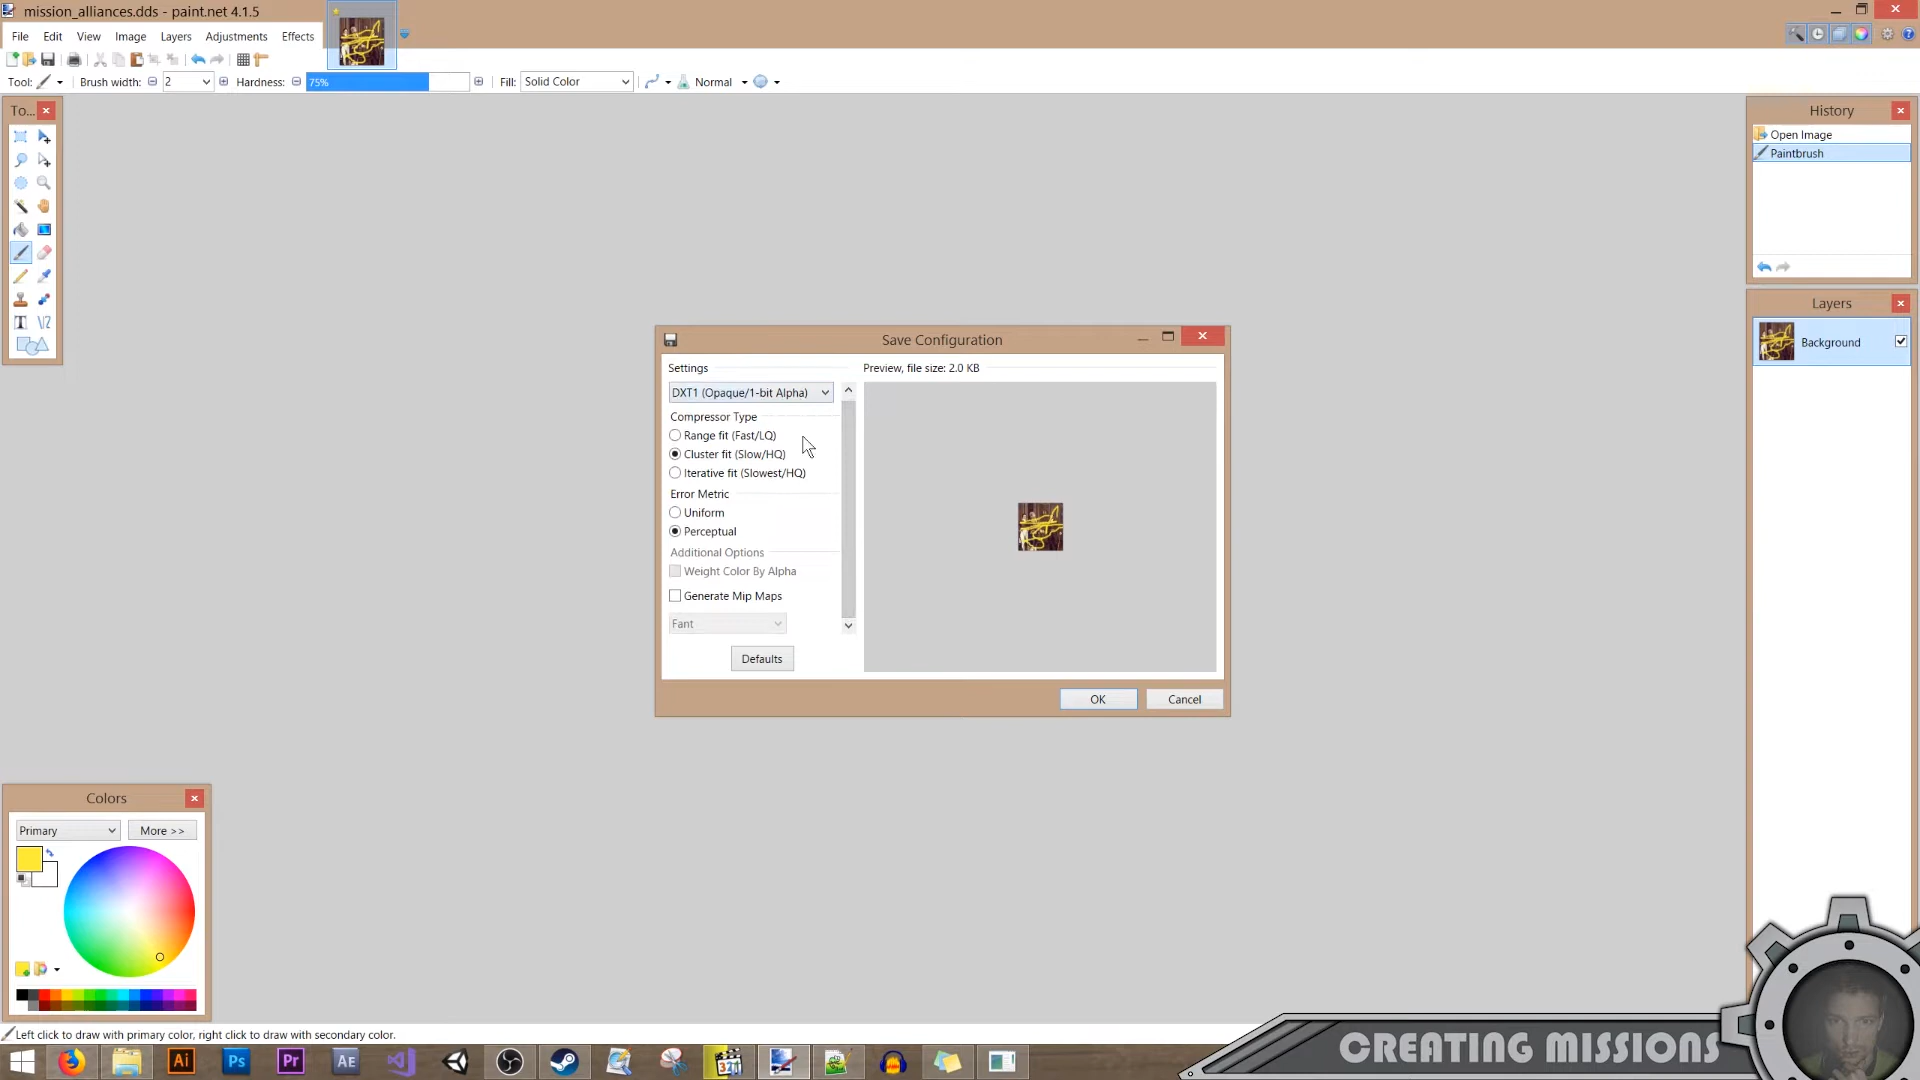 mission_alliances.dds - paint.net 4.1.5
File Edit View Image Layers Adjustments Effects
Tool: Brush width: 2 Hardness: 75% Fill: Solid Color Normal
To...
History
Open Image
Paintbrush
Layers
Background
Save Configuration
Settings
Preview, file size: 2.0 KB
DXT1 (Opaque/1-bit Alpha)
Compressor Type
Range fit (Fast/LQ)
Cluster fit (Slow/HQ)
Iterative fit (Slowest/HQ)
Error Metric
Uniform
Perceptual
Additional Options
Weight Color By Alpha
Generate Mip Maps
Fant
Defaults
OK Cancel
Colors
Primary More >>
Left click to draw with primary color, right click to draw with secondary color.
Ai Ps Pr AE 321
CREATING MISSIONS